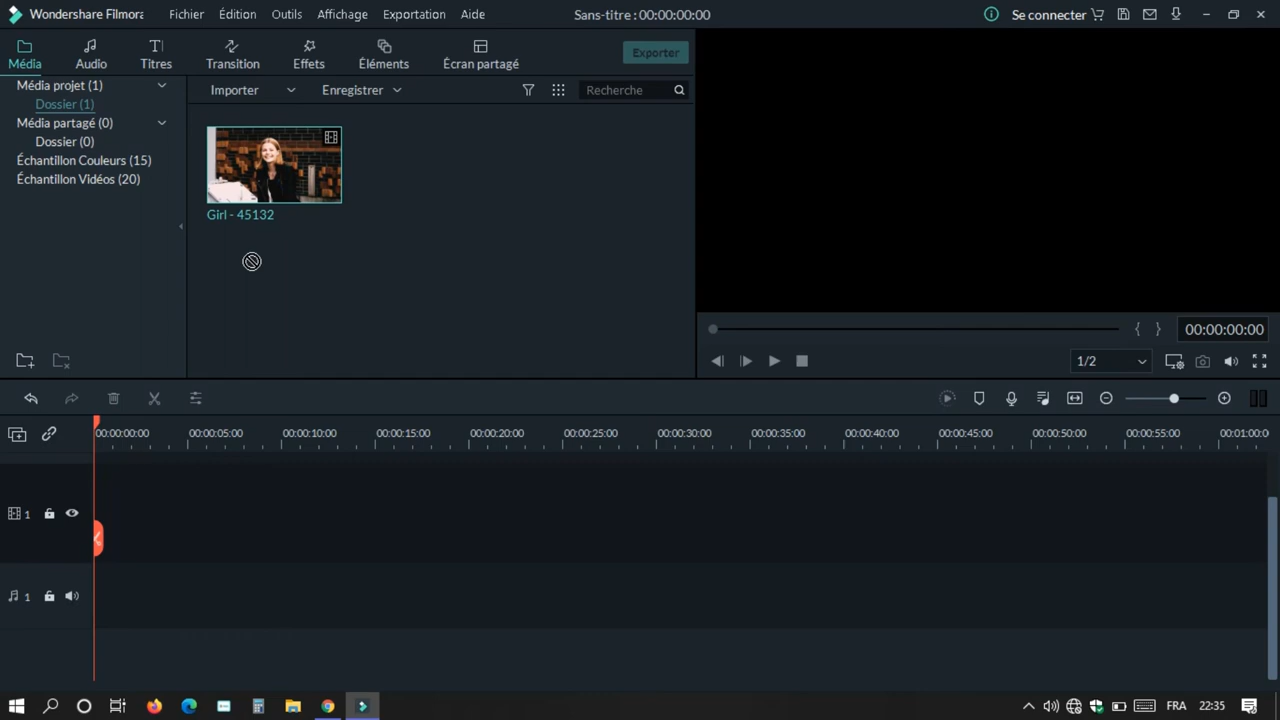 Wondershare Filmora
Fichier
Édition
Outils
Affichage
Exportation
Aide
Sans-titre : 00:00:00:00
Se connecter
Média
Audio
Titres
Transition
Effets
Éléments
Écran partagé
Exporter
Média projet (1)
Dossier (1)
Média partagé (0)
Dossier (0)
Échantillon Couleurs (15)
Échantillon Vidéos (20)
Importer
Enregistrer
Recherche
Girl - 45132
00:00:00:00
1/2
00:00:00:00
00:00:05:00
00:00:10:00
00:00:15:00
00:00:20:00
00:00:25:00
00:00:30:00
00:00:35:00
00:00:40:00
00:00:45:00
00:00:50:00
00:00:55:00
00:01:00:0
1
1
FRA
22:35